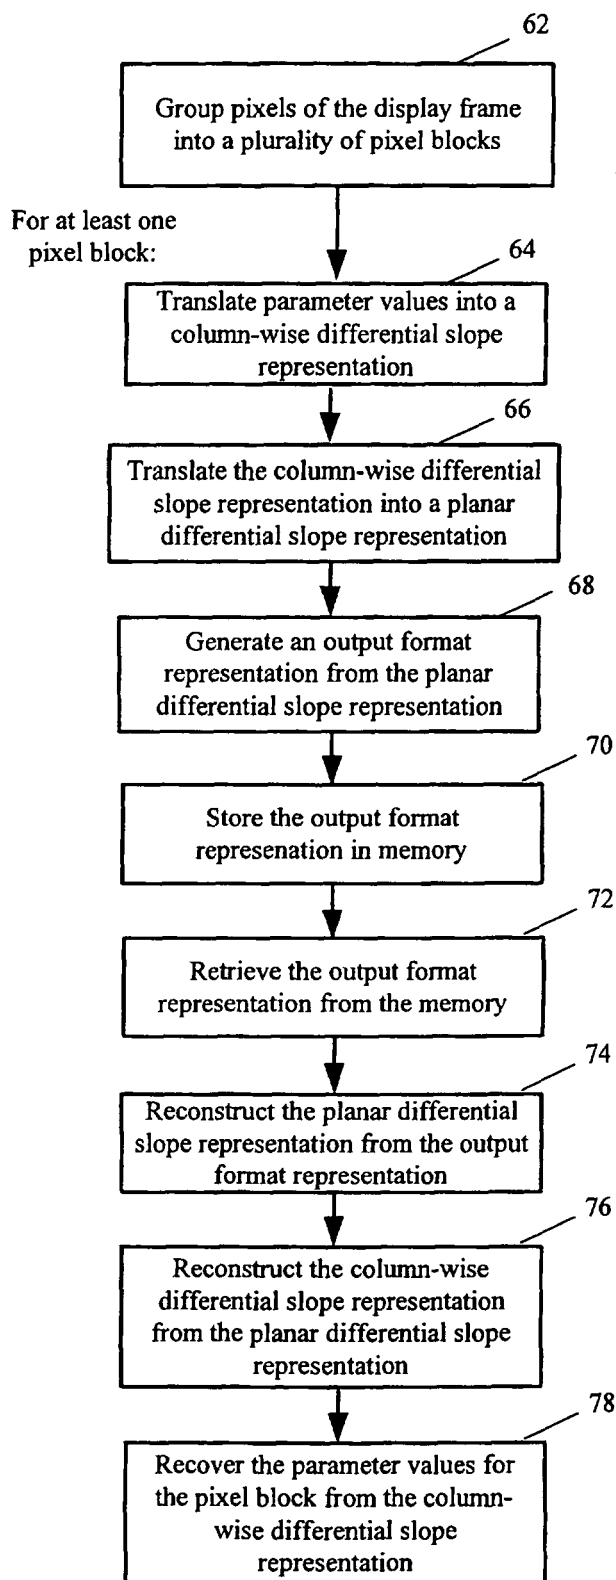 62
Group pixels of the display frame
into a plurality of pixel blocks
For at least one
pixel block:
64
Translate parameter values into a
column-wise differential slope
representation
66
Translate the column-wise differential
slope representation into a planar
differential slope representation
68
Generate an output format
representation from the planar
differential slope representation
70
Store the output format
represenation in memory
72
Retrieve the output format
representation from the memory
74
Reconstruct the planar differential
slope representation from the output
format representation
76
Reconstruct the column-wise
differential slope representation
from the planar differential slope
representation
78
Recover the parameter values for
the pixel block from the column-
wise differential slope
representation